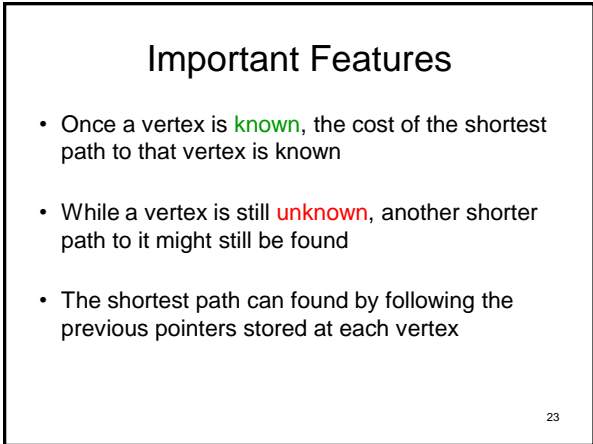 Important Features
• Once a vertex is known, the cost of the shortest
path to that vertex is known
• While a vertex is still unknown, another shorter
path to it might still be found
• The shortest path can found by following the
previous pointers stored at each vertex
23